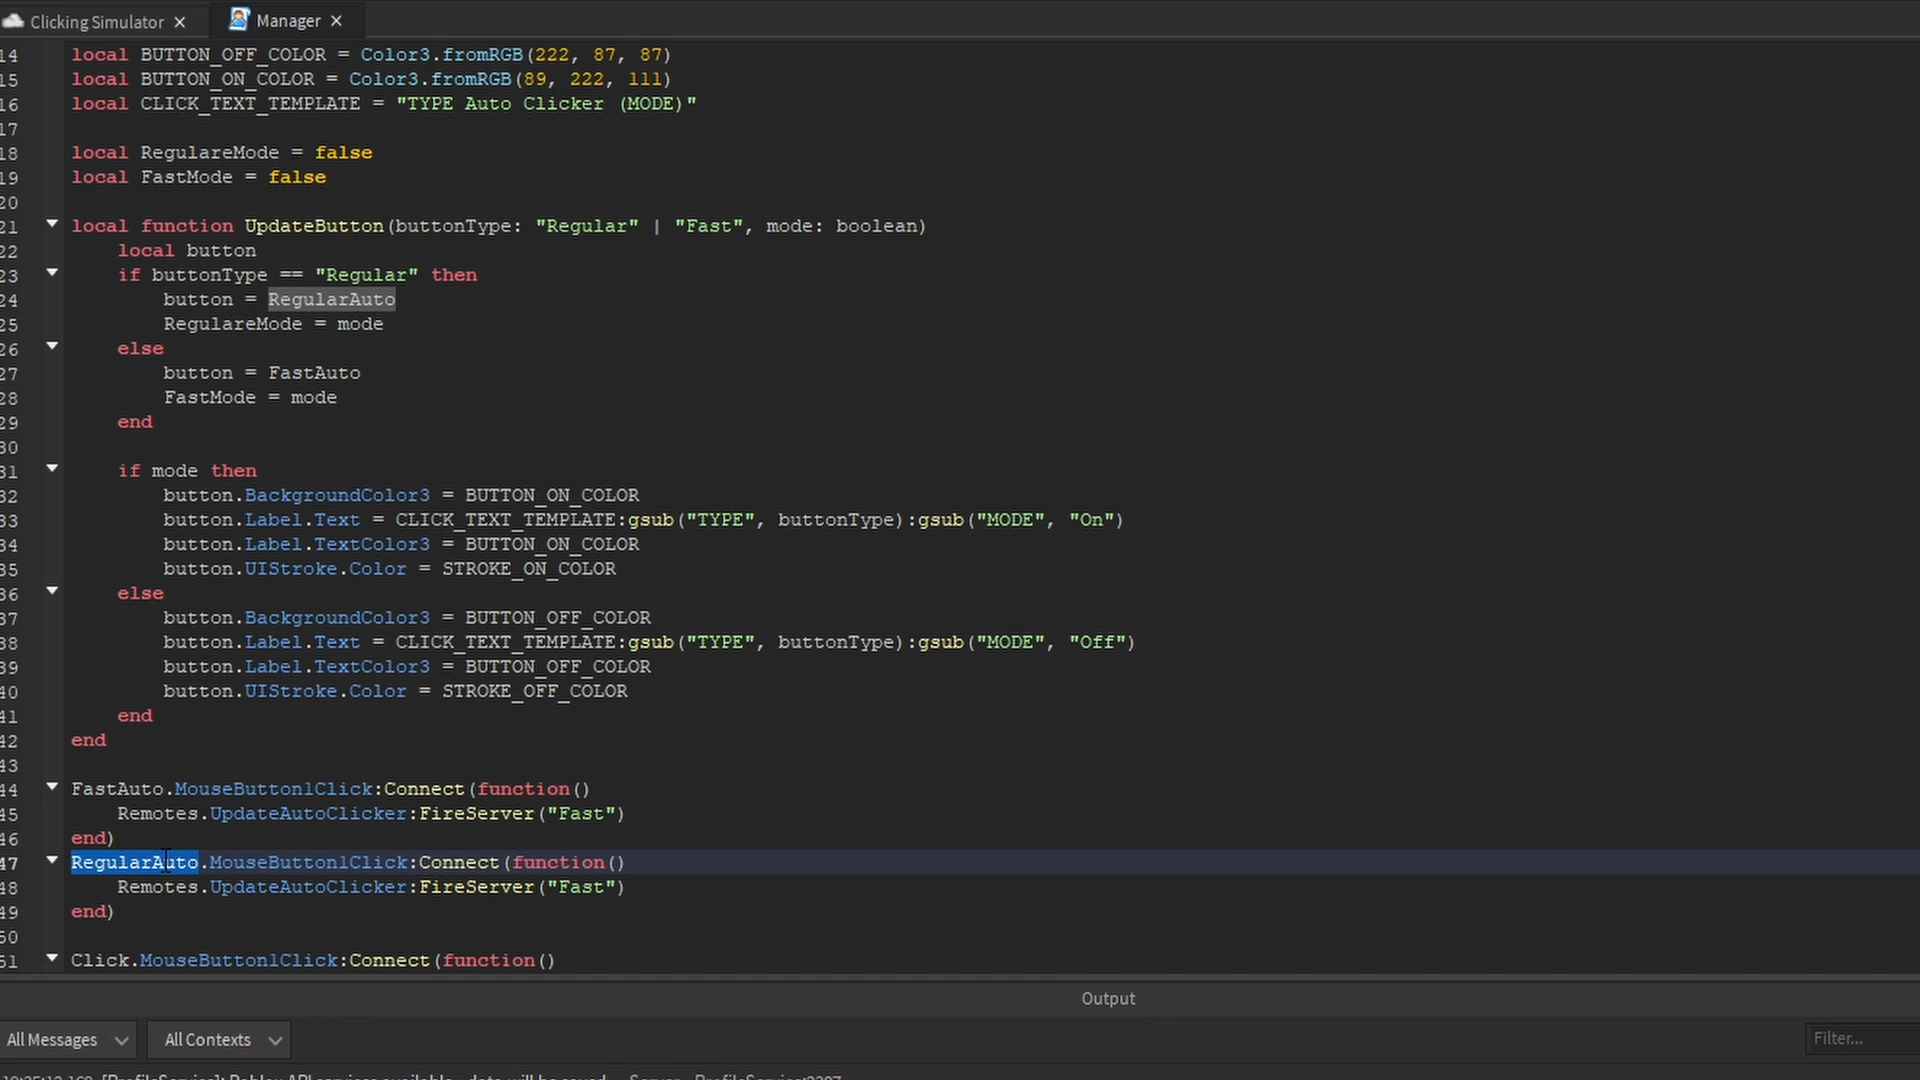 Clicking Simulator
Manager
14 local BUTTON_OFF_COLOR = Color3.fromRGB(222, 87, 87)
15 local BUTTON_ON_COLOR = Color3.fromRGB(89, 222, 111)
16 local CLICK_TEXT_TEMPLATE = "TYPE Auto Clicker (MODE)"
17
18 local RegulareMode = false
19 local FastMode = false
20
21 local function UpdateButton(buttonType: "Regular" | "Fast", mode: boolean)
22 local button
23 if buttonType == "Regular" then
24 button = RegularAuto
25 RegulareMode = mode
26 else
27 button = FastAuto
28 FastMode = mode
29 end
30
31 if mode then
32 button.BackgroundColor3 = BUTTON_ON_COLOR
33 button.Label.Text = CLICK_TEXT_TEMPLATE:gsub("TYPE", buttonType):gsub("MODE", "On")
34 button.Label.TextColor3 = BUTTON_ON_COLOR
35 button.UIStroke.Color = STROKE_ON_COLOR
36 else
37 button.BackgroundColor3 = BUTTON_OFF_COLOR
38 button.Label.Text = CLICK_TEXT_TEMPLATE:gsub("TYPE", buttonType):gsub("MODE", "Off")
39 button.Label.TextColor3 = BUTTON_OFF_COLOR
40 button.UIStroke.Color = STROKE_OFF_COLOR
41 end
42 end
43
44 FastAuto.MouseButton1Click:Connect(function()
45 Remotes.UpdateAutoClicker:FireServer("Fast")
46 end)
47 RegularAuto.MouseButton1Click:Connect(function()
48 Remotes.UpdateAutoClicker:FireServer("Fast")
49 end)
50
51 Click.MouseButton1Click:Connect(function()
Output
All Messages
All Contexts
Filter...